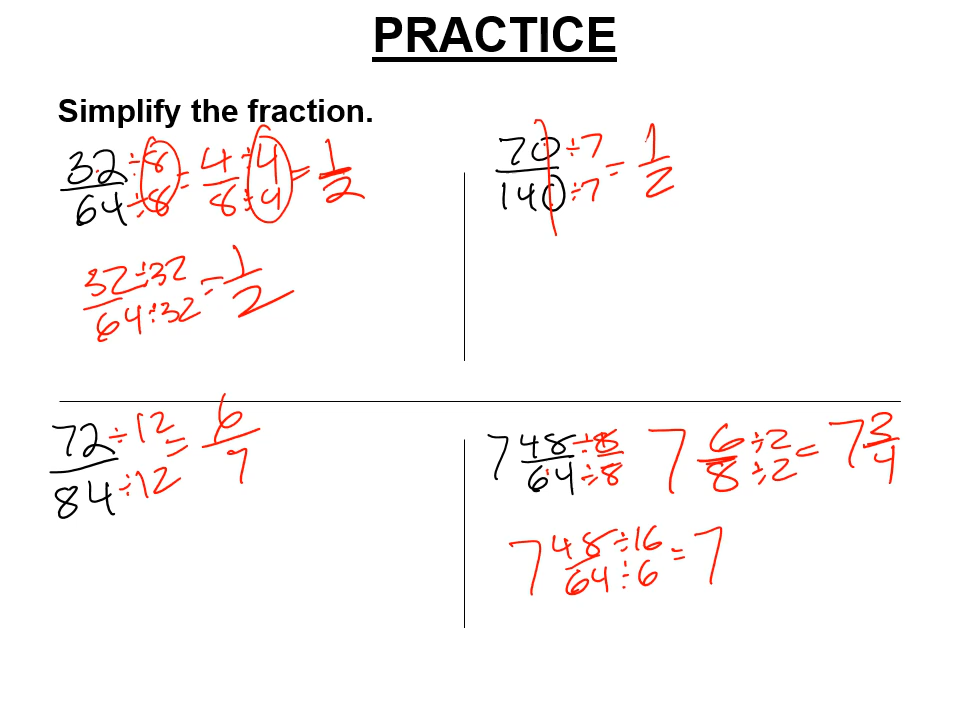 PRACTICE
Simplify the fraction.
32/64 ÷8/÷8 = 4/8 ÷4/÷4 = 1/2
32/64 ÷32/÷32 = 1/2
70/140 ÷7/÷7 = 1/2
72/84 ÷12/÷12 = 6/7
7 48/64 ÷8/÷8 7 6/8 ÷2/÷2 = 7 3/4
7 48/64 ÷16/÷6 = 7